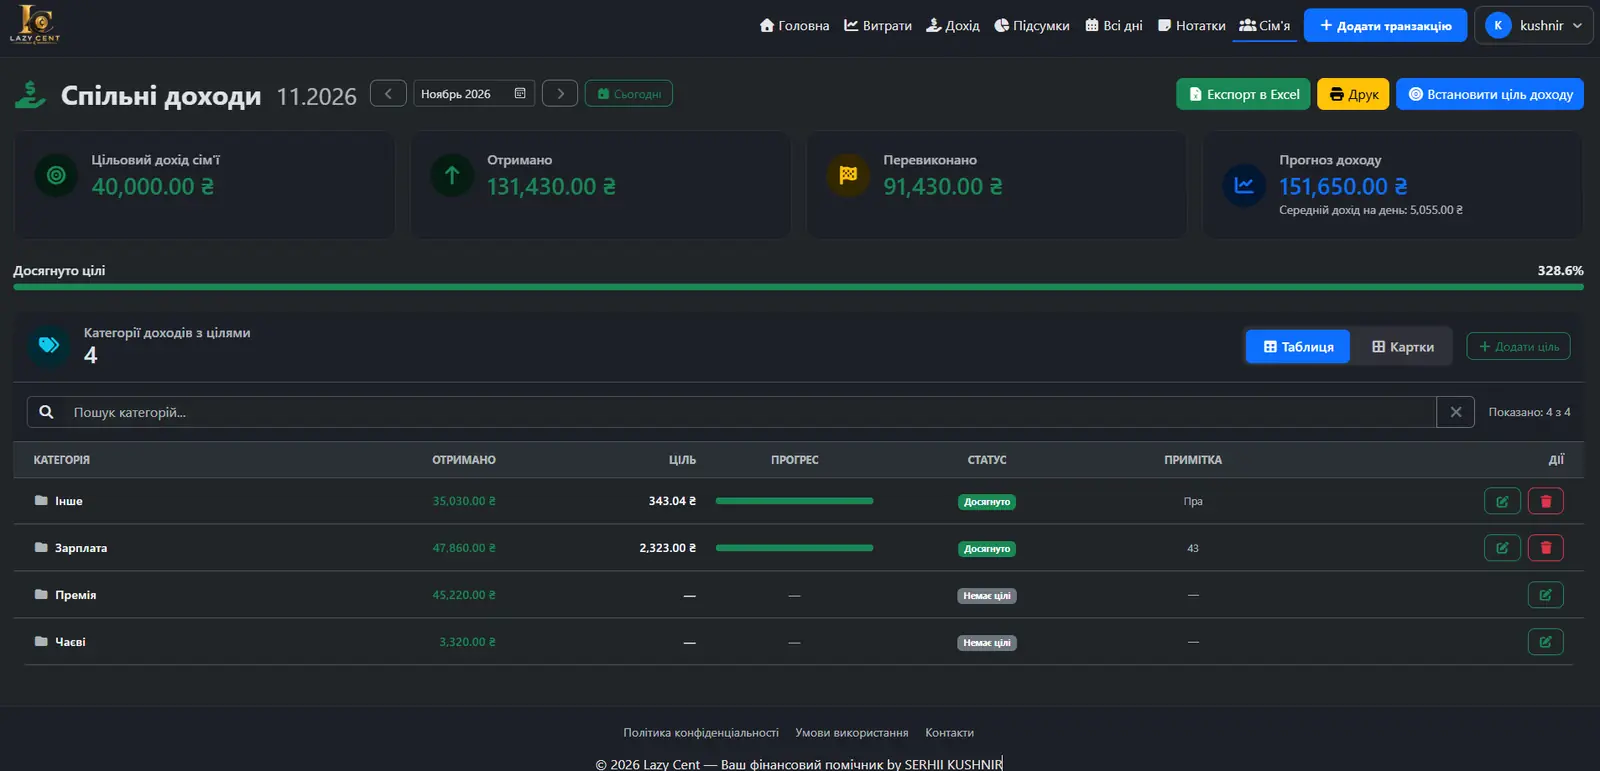 LAZY CENT
Головна Витрати Дохід Підсумки Всі дні Нотатки Сім'я + Додати транзакцію K kushnir
Спільні доходи 11.2026 Ноябрь 2026 Сьогодні Експорт в Excel Друк Встановити ціль доходу
Цільовий дохід сім'ї
40,000.00 ₴
Отримано
131,430.00 ₴
Перевиконано
91,430.00 ₴
Прогноз доходу
151,650.00 ₴
Середній дохід на день: 5,055.00 ₴
Досягнуто цілі 328.6%
Категорії доходів з цілями
4
Таблиця Картки + Додати ціль
Пошук категорій... Показано: 4 з 4
КАТЕГОРІЯ ОТРИМАНО ЦІЛЬ ПРОГРЕС СТАТУС ПРИМІТКА ДІЇ
Інше 35,030.00 ₴ 343.04 ₴ Досягнуто Пра
Зарплата 47,860.00 ₴ 2,323.00 ₴ Досягнуто 43
Премія 45,220.00 ₴ — — Немає цілі —
Чаєві 3,320.00 ₴ — — Немає цілі —
Політика конфіденціальності Умови використання Контакти
© 2026 Lazy Cent — Ваш фінансовий помічник by SERHII KUSHNIR